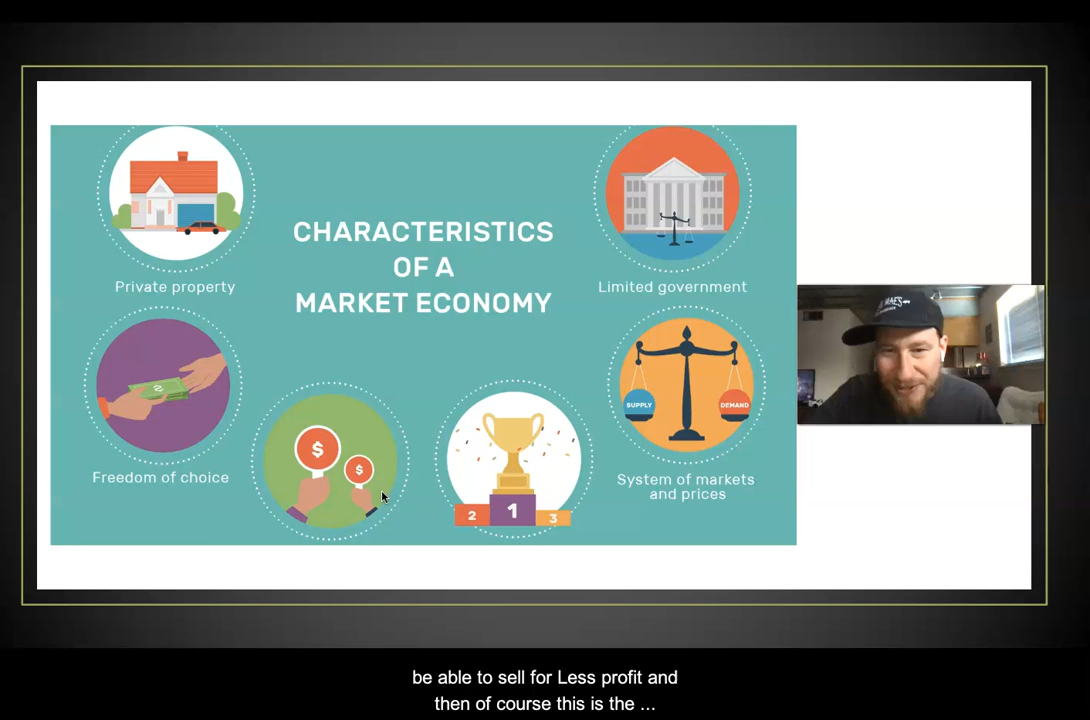 CHARACTERISTICS
OF A
MARKET ECONOMY
Private property
Limited government
$
$
SUPPLY
DEMAND
Freedom of choice
System of markets
and prices
2
1
3
be able to sell for Less profit and
then of course this is the ...